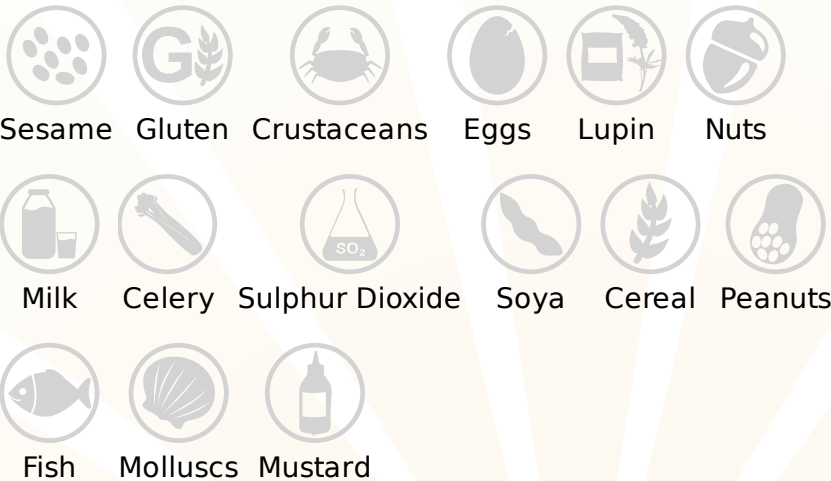 G
Sesame Gluten Crustaceans Eggs Lupin Nuts
SO₂
Milk Celery Sulphur Dioxide Soya Cereal Peanuts
Fish Molluscs Mustard